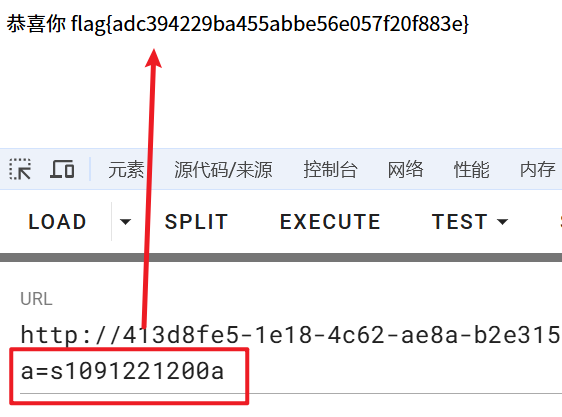 恭喜你 flag{adc394229ba455abbe56e057f20f883e}
元素 源代码/来源 控制台 网络 性能 内存
LOAD SPLIT EXECUTE TEST
URL
http://413d8fe5-1e18-4c62-ae8a-b2e315
a=s1091221200a